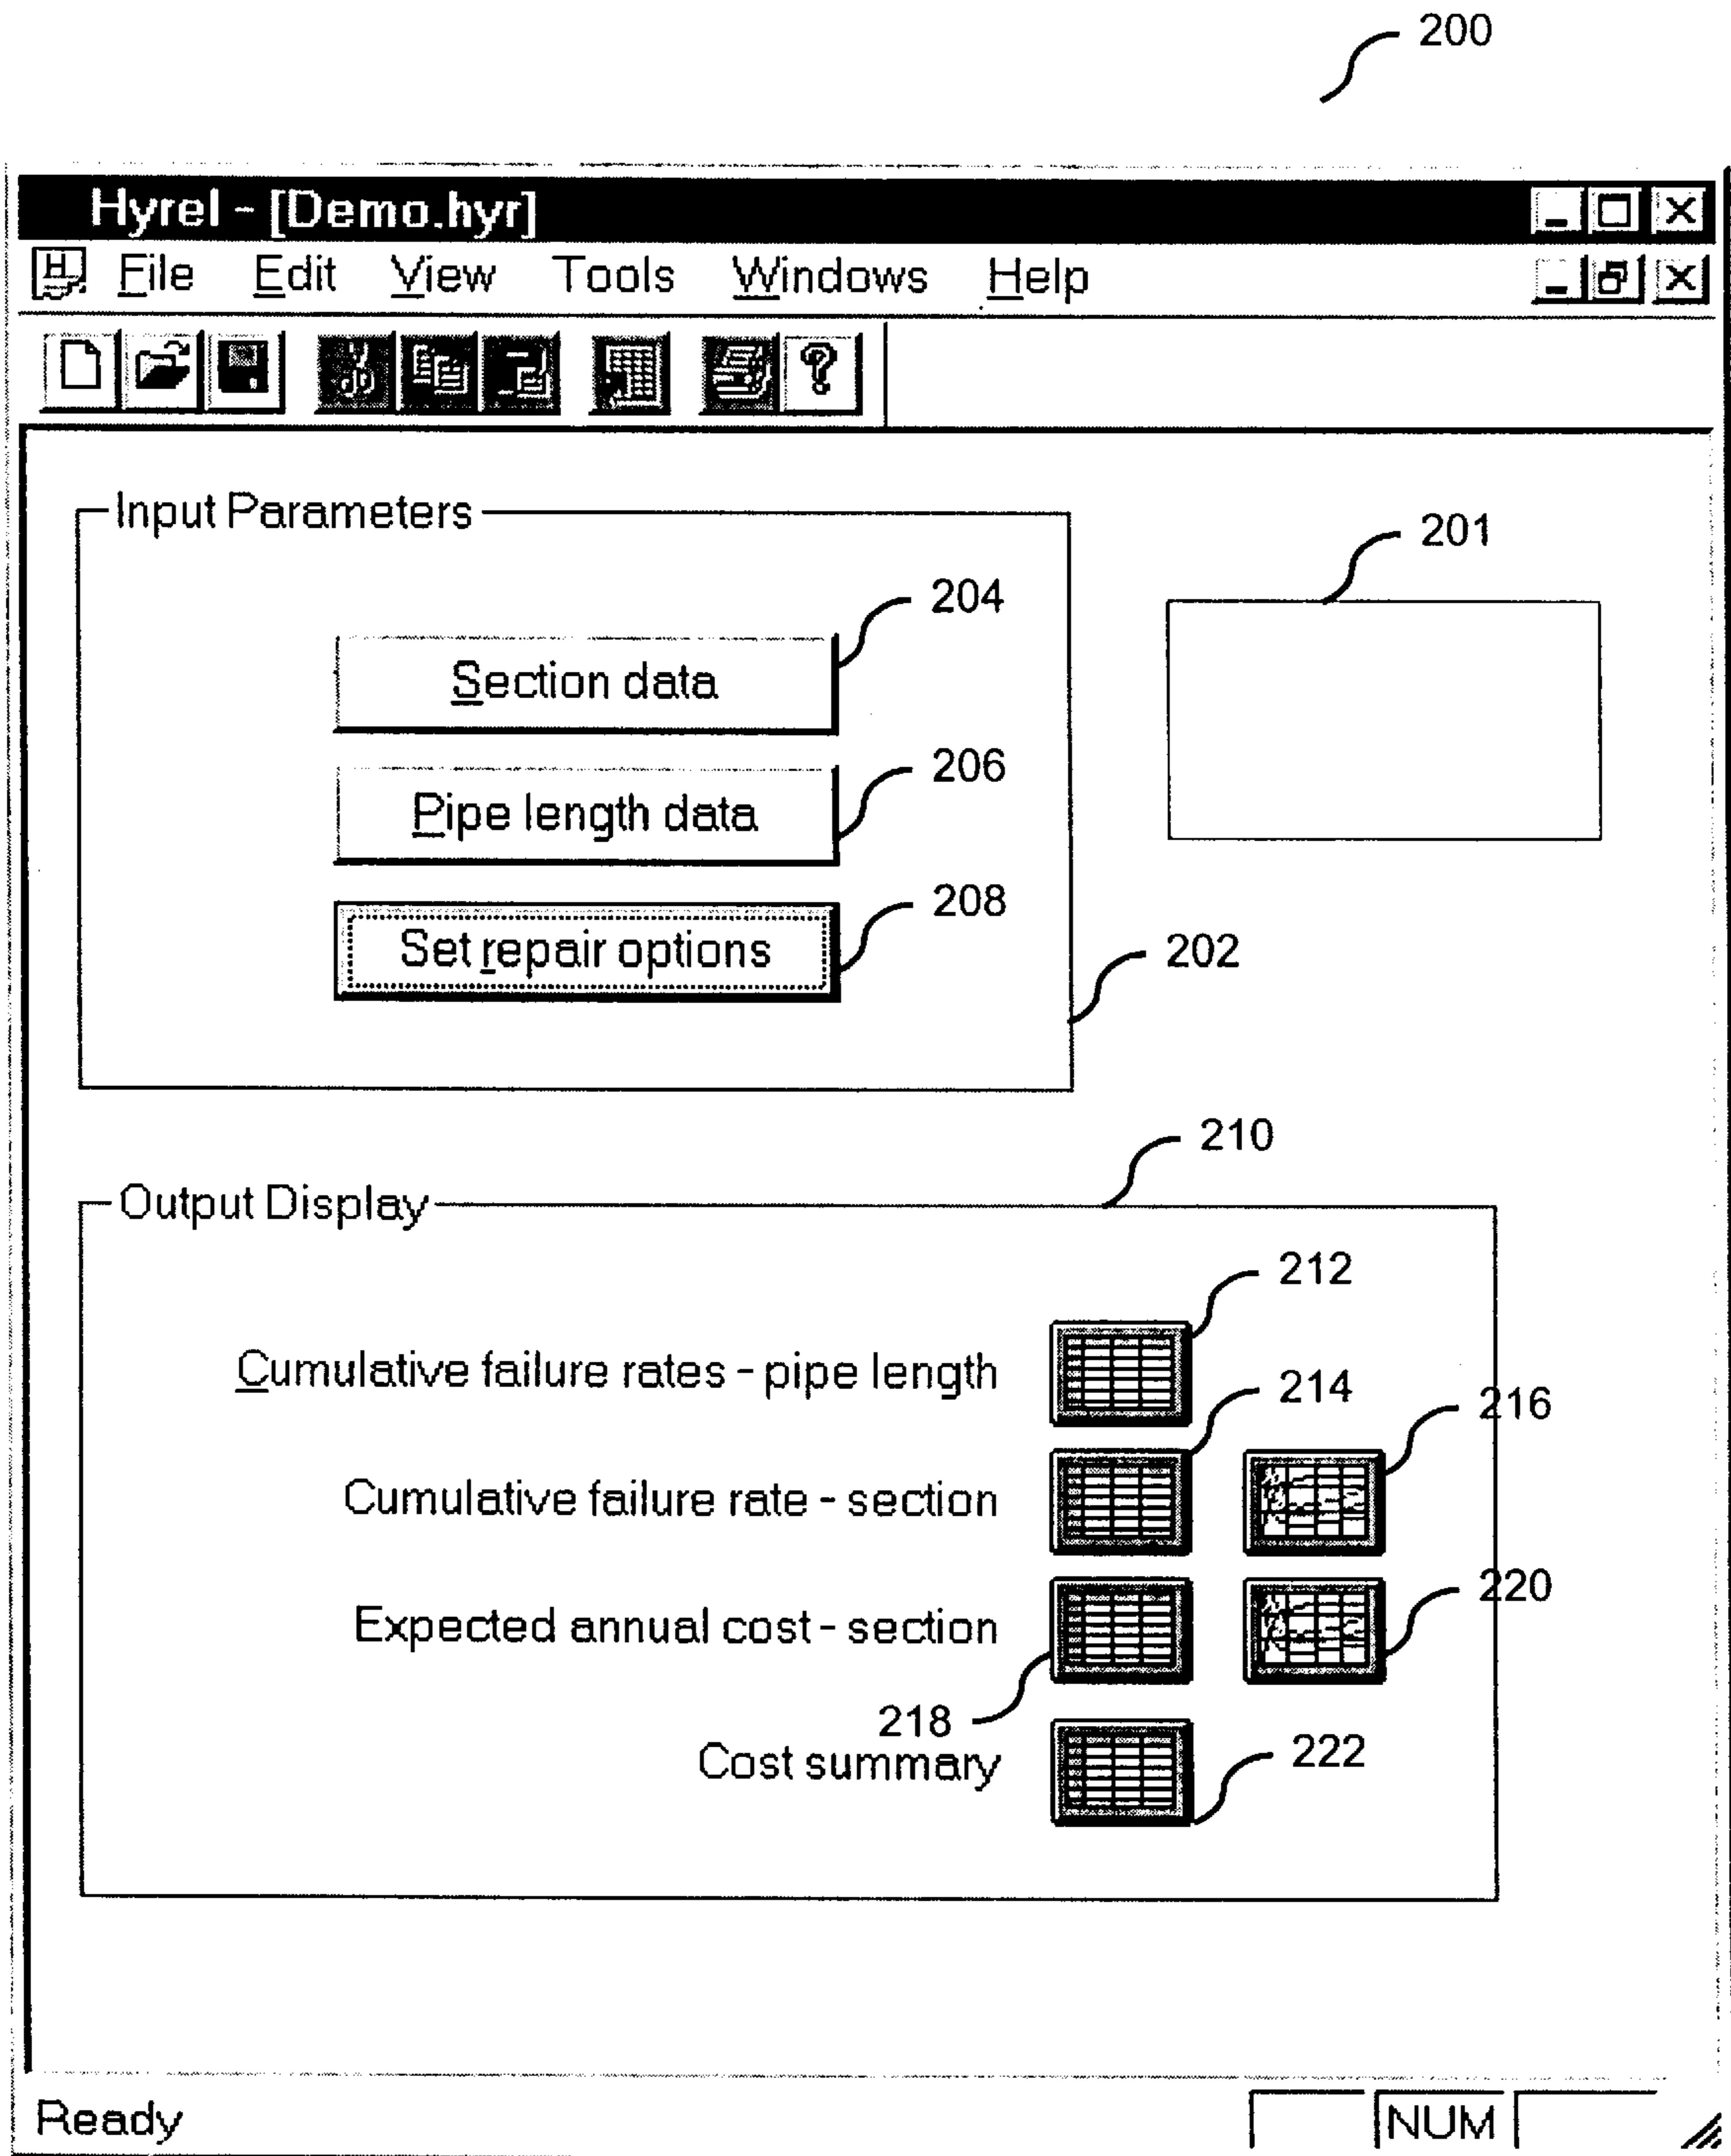 200
Hyrel - [Demo.hyr]
H File Edit View Tools Windows Help
?
Input Parameters
201
204
Section data
206
Pipe length data
208
Set repair options
202
210
Output Display
212
Cumulative failure rates - pipe length
214
216
Cumulative failure rate - section
220
Expected annual cost - section
218
Cost summary
222
Ready
NUM